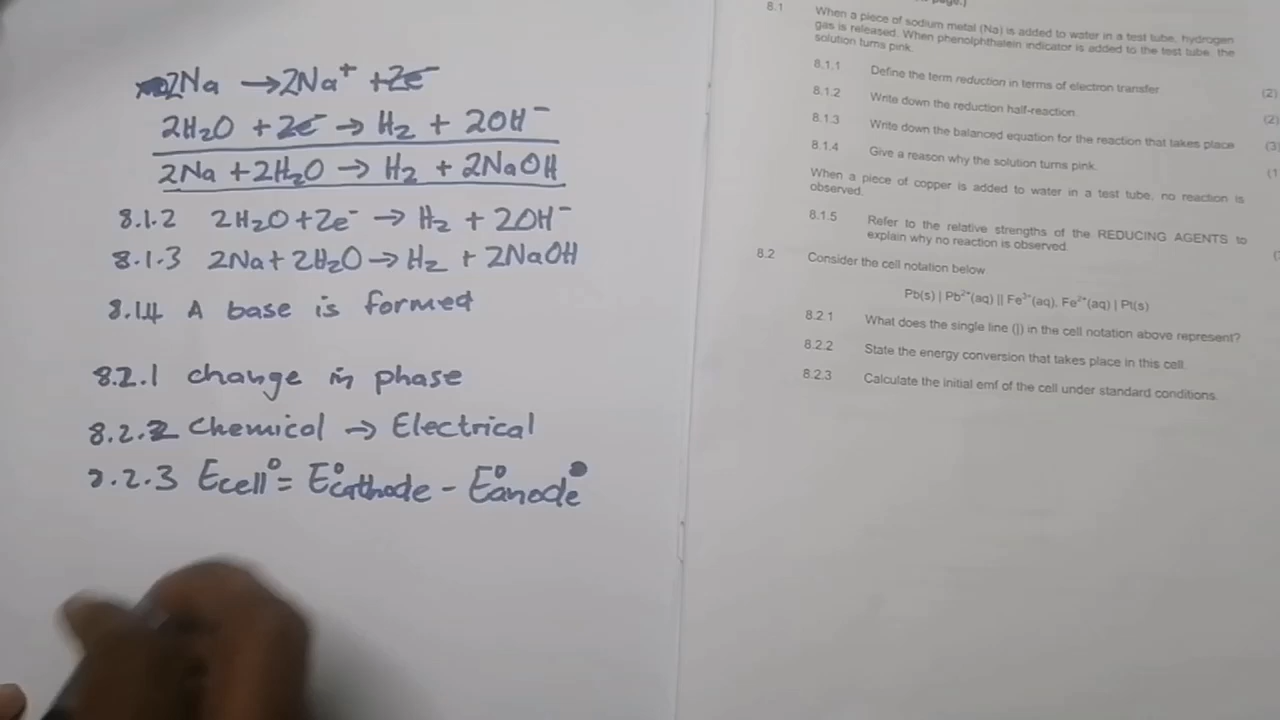 2Na → 2Na⁺ + 2e⁻
2H₂O + 2e⁻ → H₂ + 2OH⁻
2Na + 2H₂O → H₂ + 2NaOH
8.1.2 2H₂O + 2e⁻ → H₂ + 2OH⁻
8.1.3 2Na + 2H₂O → H₂ + 2NaOH
8.1.4 A base is formed
8.2.1 change in phase
8.2.2 Chemical → Electrical
8.2.3 Ecell° = E°cathode - E°anode
page.)
8.1 When a piece of sodium metal (Na) is added to water in a test tube, hydrogen
gas is released. When phenolphthalein indicator is added to the test tube, the
solution turns pink.
8.1.1 Define the term reduction in terms of electron transfer. (2)
8.1.2 Write down the reduction half-reaction. (2)
8.1.3 Write down the balanced equation for the reaction that takes place (3)
8.1.4 Give a reason why the solution turns pink. (1
When a piece of copper is added to water in a test tube, no reaction is
observed.
8.1.5 Refer to the relative strengths of the REDUCING AGENTS to
explain why no reaction is observed. (
8.2 Consider the cell notation below
Pb(s) | Pb²⁺(aq) || Fe³⁺(aq), Fe²⁺(aq) | Pt(s)
8.2.1 What does the single line (|) in the cell notation above represent?
8.2.2 State the energy conversion that takes place in this cell.
8.2.3 Calculate the initial emf of the cell under standard conditions.